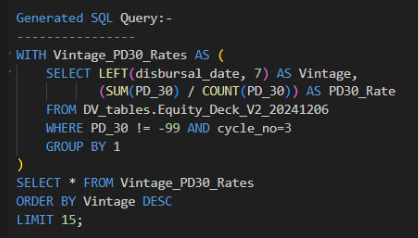 Generated SQL Query:-
----------------
WITH Vintage_PD30_Rates AS (
    SELECT LEFT(disbursal_date, 7) AS Vintage,
           (SUM(PD_30) / COUNT(PD_30)) AS PD30_Rate
    FROM DV_tables.Equity_Deck_V2_20241206
    WHERE PD_30 != -99 AND cycle_no=3
    GROUP BY 1
)
SELECT * FROM Vintage_PD30_Rates
ORDER BY Vintage DESC
LIMIT 15;